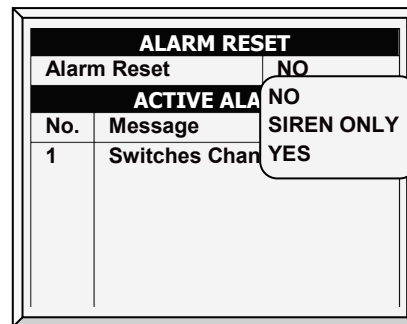 ALARM RESET
Alarm Reset NO
ACTIVE ALA
No. Message
1 Switches Chan
NO
SIREN ONLY
YES